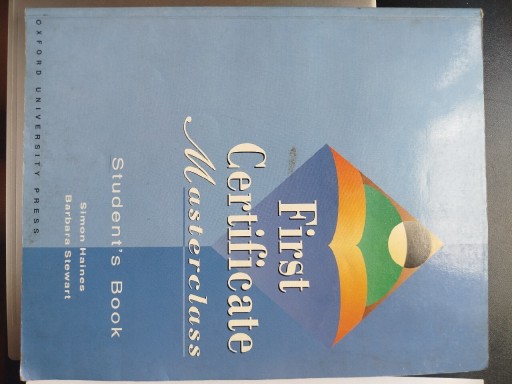 First
Certificate
Masterclass
Student's Book
Simon Haines
Barbara Stewart
OXFORD UNIVERSITY PRESS